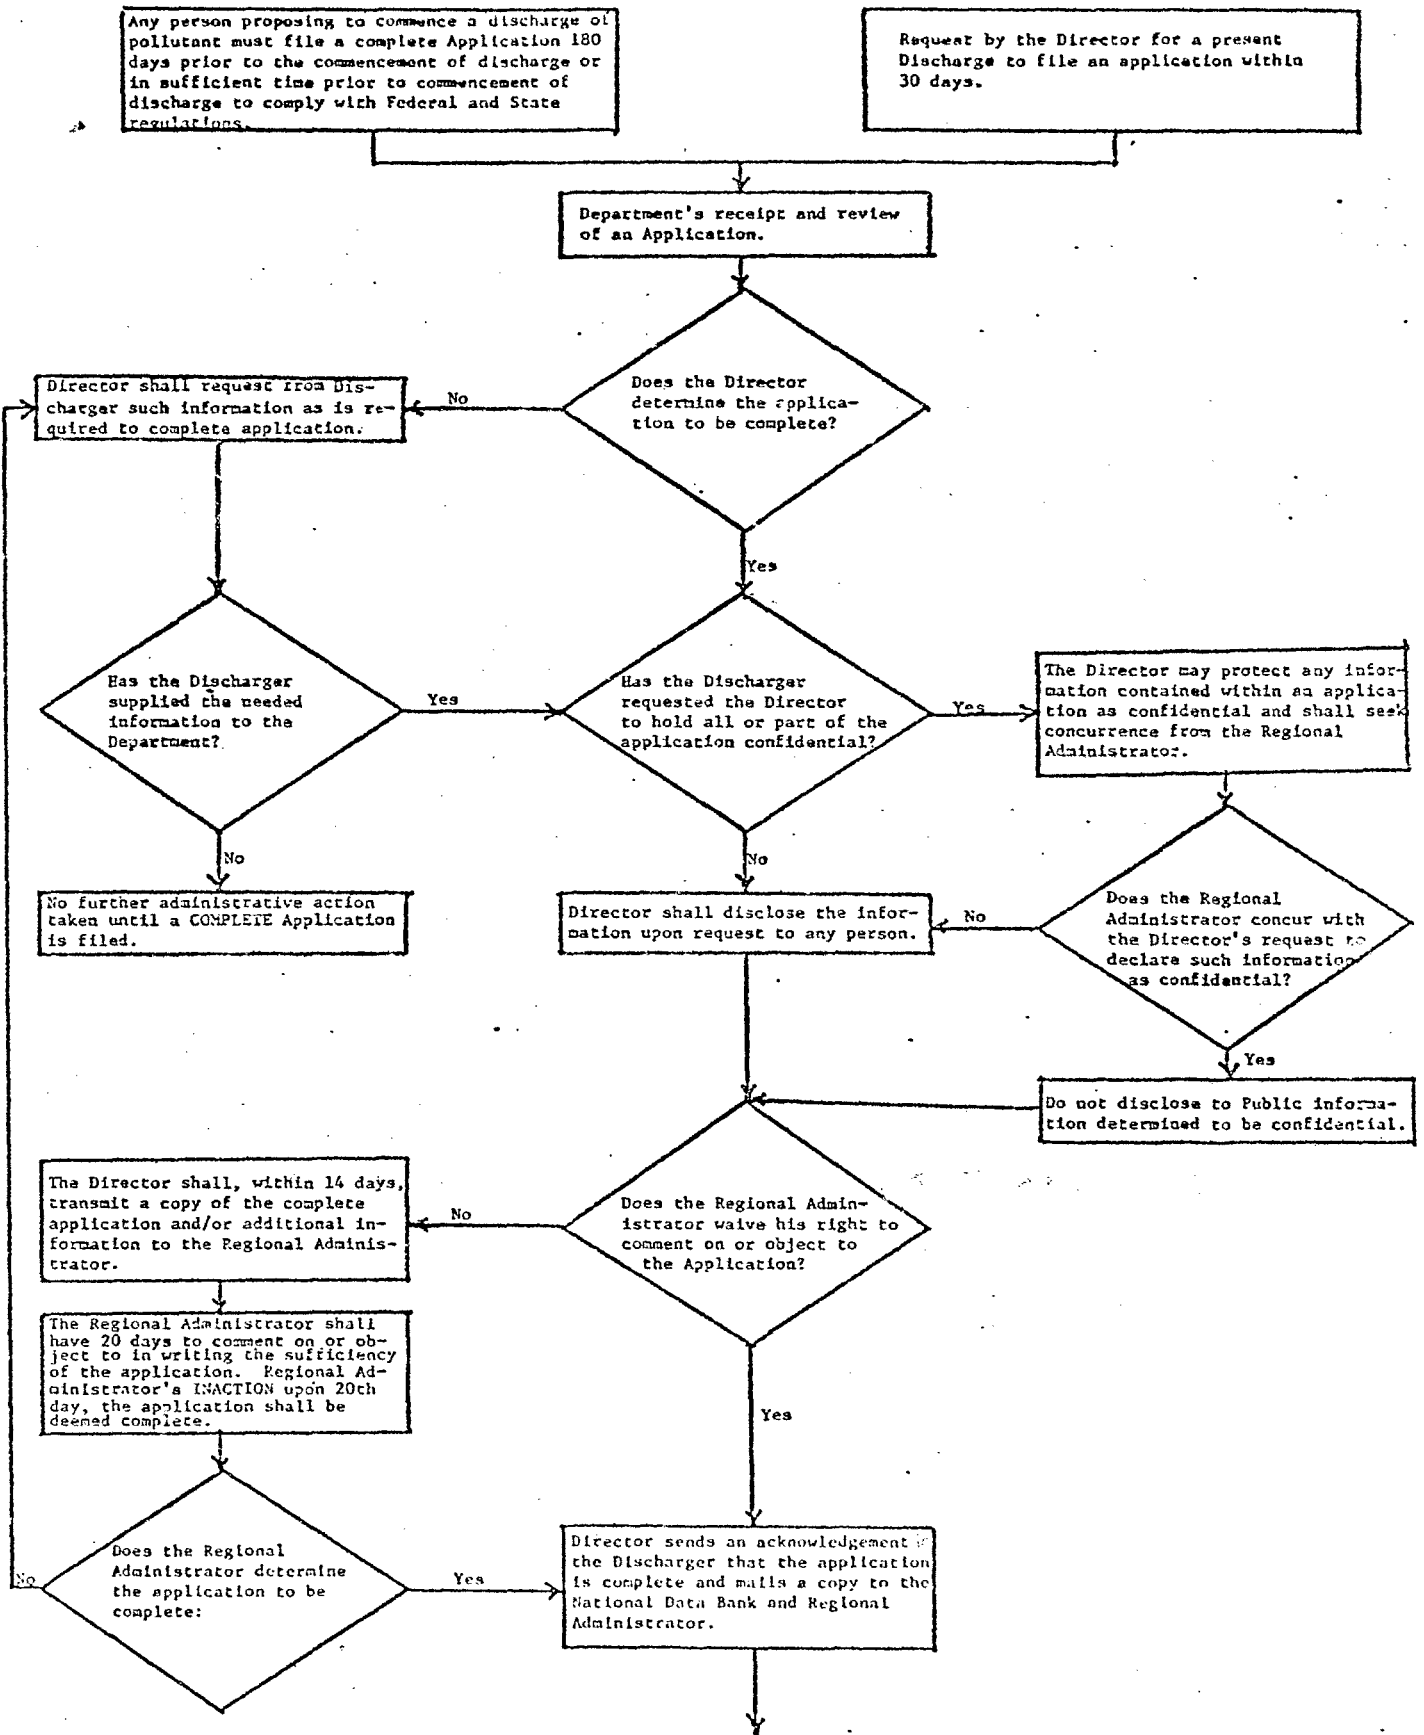 Any person proposing to commence a discharge of
pollutant must file a complete Application 180
days prior to the commencement of discharge or
in sufficient time prior to commencement of
discharge to comply with Federal and State
regulations.
Request by the Director for a present
Discharge to file an application within
30 days.
Department's receipt and review
of an Application.
Does the Director
determine the applica-
tion to be complete?
No
Director shall request from Dis-
charger such information as is re-
quired to complete application.
Yes
Has the Discharger
supplied the needed
information to the
Department?
Yes
Has the Discharger
requested the Director
to hold all or part of the
application confidential?
Yes
The Director may protect any infor-
mation contained within an applica-
tion as confidential and shall seek
concurrence from the Regional
Administrator.
No
No further administrative action
taken until a COMPLETE Application
is filed.
No
Director shall disclose the infor-
mation upon request to any person.
No
Does the Regional
Administrator concur with
the Director's request to
declare such information
as confidential?
Yes
Do not disclose to Public informa-
tion determined to be confidential.
The Director shall, within 14 days,
transmit a copy of the complete
application and/or additional in-
formation to the Regional Adminis-
trator.
No
Does the Regional Admin-
istrator waive his right to
comment on or object to
the Application?
The Regional Administrator shall
have 20 days to comment on or ob-
ject to in writing the sufficiency
of the application. Regional Ad-
ministrator's INACTION upon 20th
day, the application shall be
deemed complete.
Yes
No
Does the Regional
Administrator determine
the application to be
complete:
Yes
Director sends an acknowledgement
the Discharger that the application
is complete and mails a copy to the
National Data Bank and Regional
Administrator.